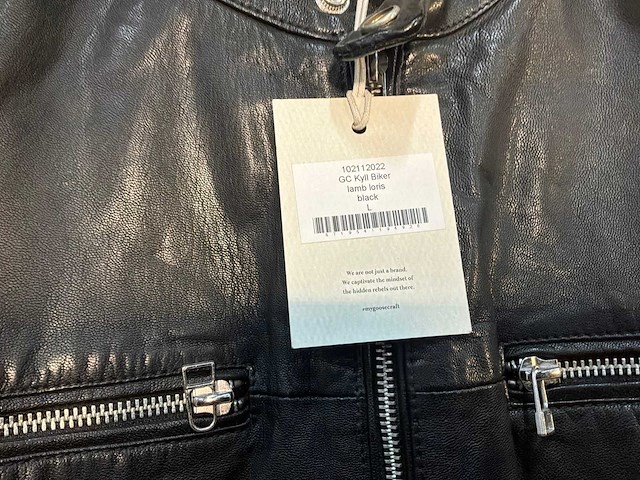 102112022
GC Kyll Biker
lamb loris
black
L
We are not just a brand.
We captivate the mindset of
the hidden rebels out there.
#mygoosecraft